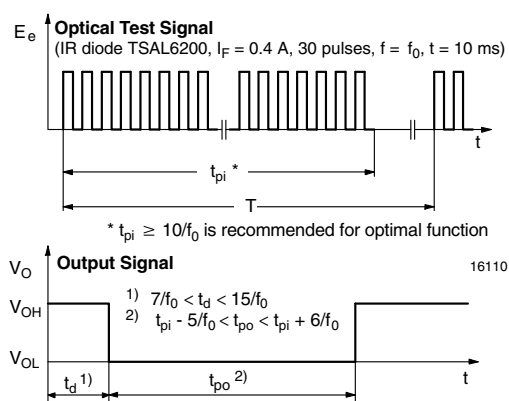 Eₑ Optical Test Signal
(IR diode TSAL6200, I_F = 0.4 A, 30 pulses, f = f₀, t = 10 ms)
t
t_pi *
T
* t_pi ≥ 10/f₀ is recommended for optimal function
V_O Output Signal 16110
V_OH
1) 7/f₀ < t_d < 15/f₀
2) t_pi - 5/f₀ < t_po < t_pi + 6/f₀
V_OL
t_d 1) t_po 2) t